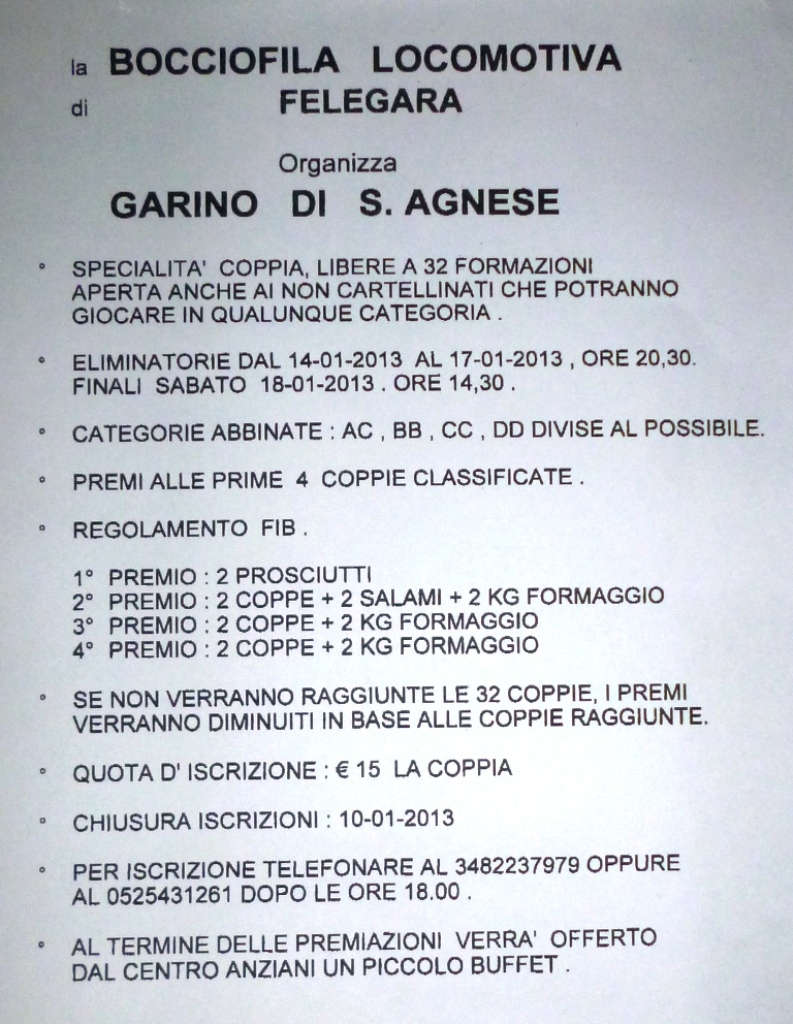 la BOCCIOFILA LOCOMOTIVA
di FELEGARA
Organizza
GARINO DI S. AGNESE
° SPECIALITA' COPPIA, LIBERE A 32 FORMAZIONI
APERTA ANCHE AI NON CARTELLINATI CHE POTRANNO
GIOCARE IN QUALUNQUE CATEGORIA .
° ELIMINATORIE DAL 14-01-2013 AL 17-01-2013 , ORE 20,30.
FINALI SABATO 18-01-2013 . ORE 14,30 .
° CATEGORIE ABBINATE : AC , BB , CC , DD DIVISE AL POSSIBILE.
° PREMI ALLE PRIME 4 COPPIE CLASSIFICATE .
° REGOLAMENTO FIB .
1° PREMIO : 2 PROSCIUTTI
2° PREMIO : 2 COPPE + 2 SALAMI + 2 KG FORMAGGIO
3° PREMIO : 2 COPPE + 2 KG FORMAGGIO
4° PREMIO : 2 COPPE + 2 KG FORMAGGIO
° SE NON VERRANNO RAGGIUNTE LE 32 COPPIE, I PREMI
VERRANNO DIMINUITI IN BASE ALLE COPPIE RAGGIUNTE.
° QUOTA D' ISCRIZIONE : € 15 LA COPPIA
° CHIUSURA ISCRIZIONI : 10-01-2013
° PER ISCRIZIONE TELEFONARE AL 3482237979 OPPURE
AL 0525431261 DOPO LE ORE 18.00 .
° AL TERMINE DELLE PREMIAZIONI VERRA' OFFERTO
DAL CENTRO ANZIANI UN PICCOLO BUFFET .